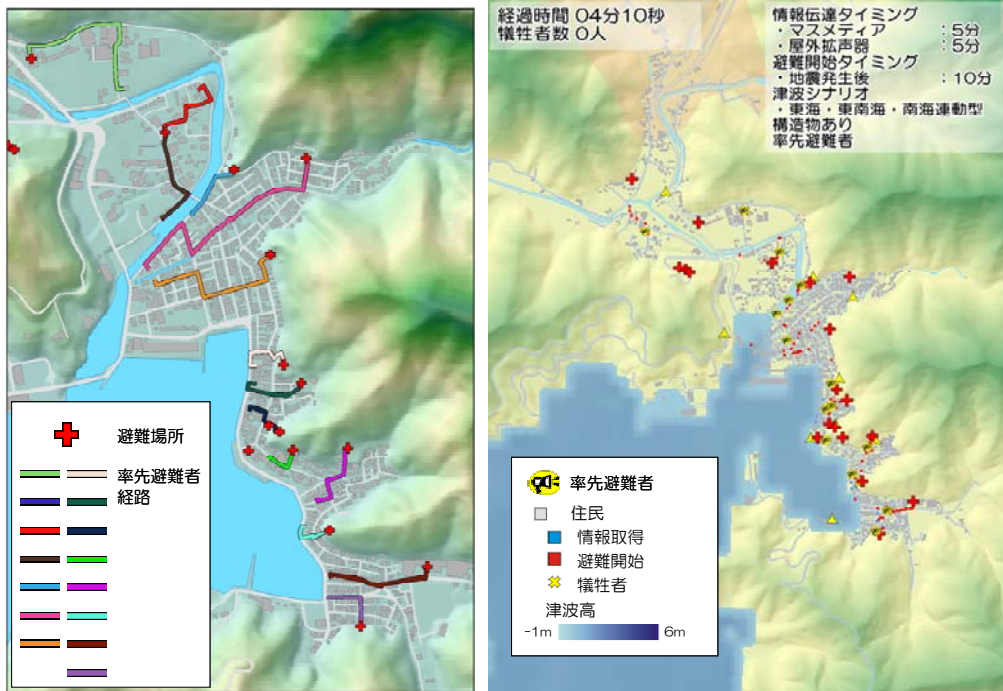 避難場所
率先避難者
経路
経過時間 04分10秒
犠牲者数 0人
情報伝達タイミング
・マスメディア : 5分
・屋外拡声器 : 5分
避難開始タイミング
・地震発生後 : 10分
津波シナリオ
・東海・東南海・南海連動型
構造物あり
率先避難者
率先避難者
住民
情報取得
避難開始
犠牲者
津波高
-1m 6m